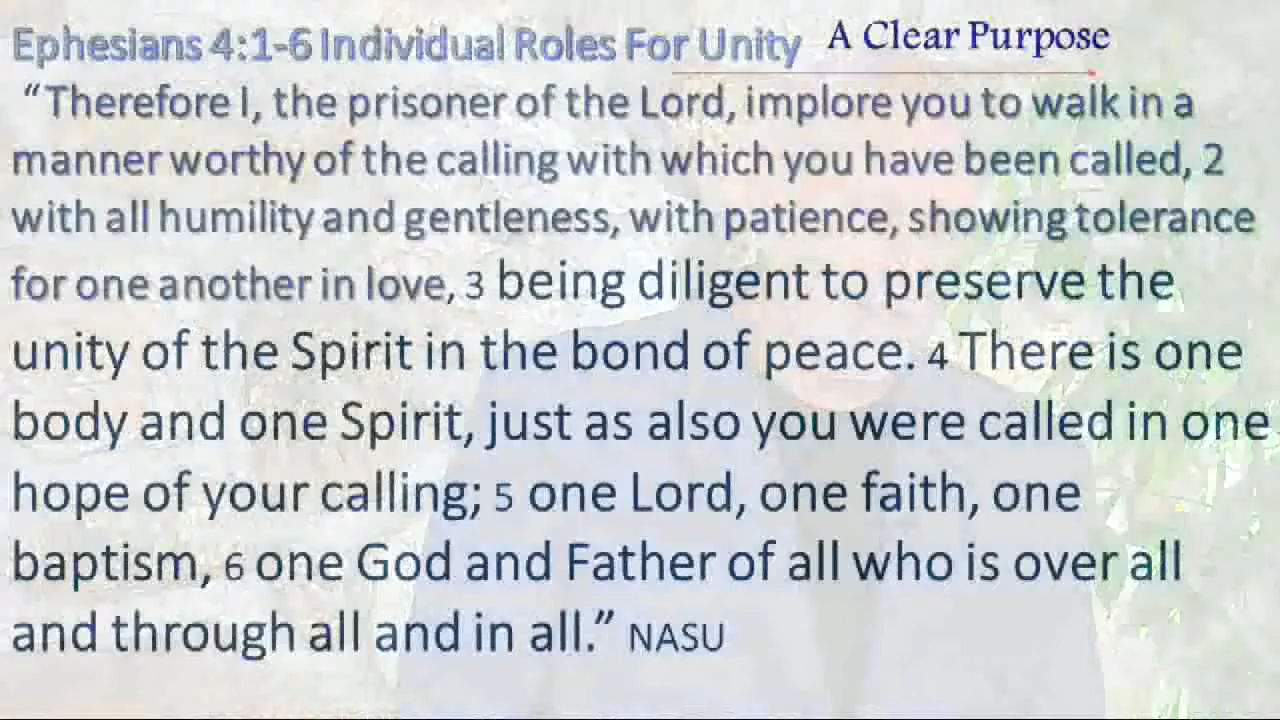 Ephesians 4:1-6 Individual Roles For Unity A Clear Purpose
“Therefore I, the prisoner of the Lord, implore you to walk in a
manner worthy of the calling with which you have been called, 2
with all humility and gentleness, with patience, showing tolerance
for one another in love, 3 being diligent to preserve the
unity of the Spirit in the bond of peace. 4 There is one
body and one Spirit, just as also you were called in one
hope of your calling; 5 one Lord, one faith, one
baptism, 6 one God and Father of all who is over all
and through all and in all.” NASU